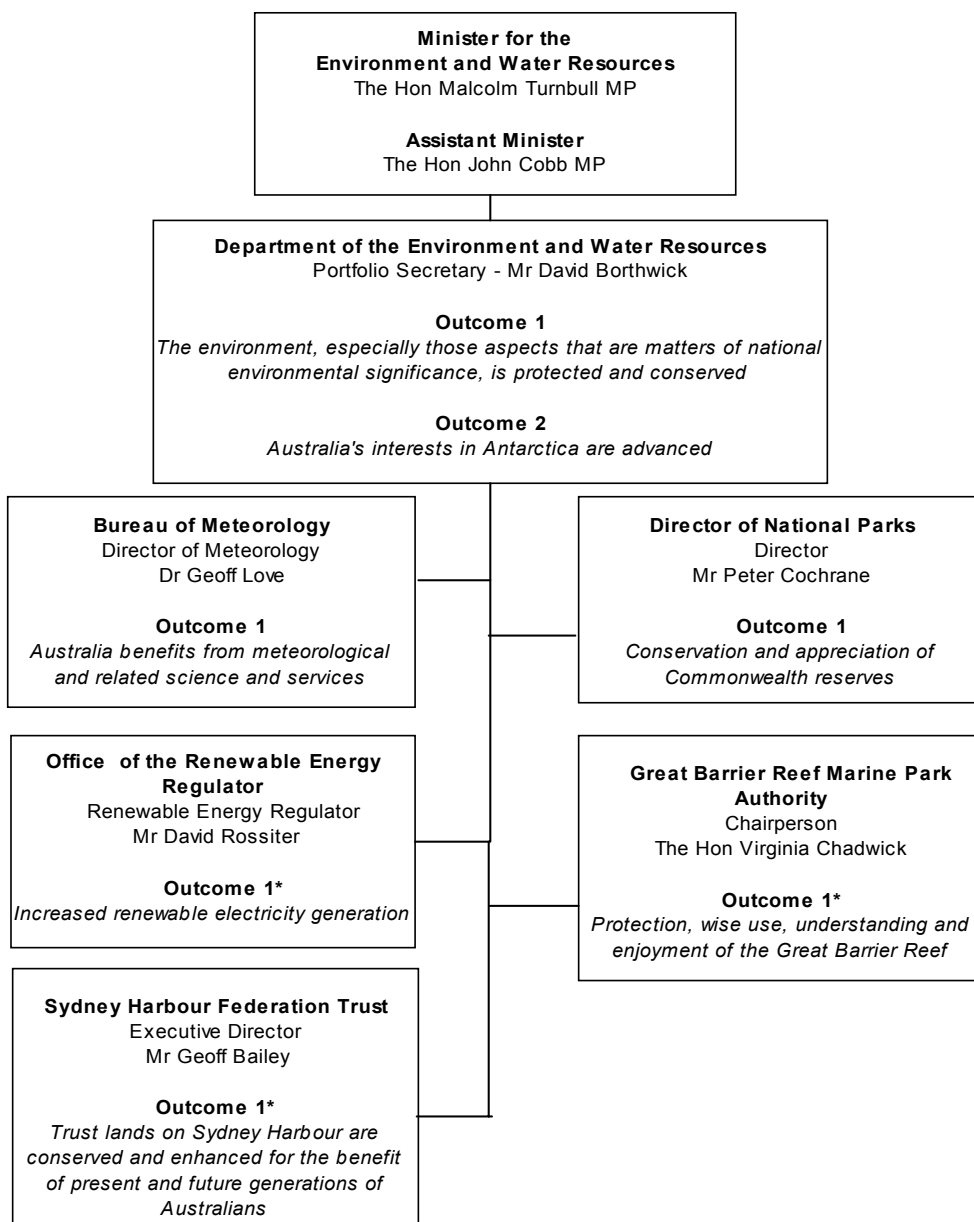 Minister for the
Environment and Water Resources
The Hon Malcolm Turnbull MP
Assistant Minister
The Hon John Cobb MP
Department of the Environment and Water Resources
Portfolio Secretary - Mr David Borthwick
Outcome 1
The environment, especially those aspects that are matters of national
environmental significance, is protected and conserved
Outcome 2
Australia's interests in Antarctica are advanced
Bureau of Meteorology
Director of Meteorology
Dr Geoff Love
Outcome 1
Australia benefits from meteorological
and related science and services
Director of National Parks
Director
Mr Peter Cochrane
Outcome 1
Conservation and appreciation of
Commonwealth reserves
Office of the Renewable Energy
Regulator
Renewable Energy Regulator
Mr David Rossiter
Outcome 1*
Increased renewable electricity generation
Great Barrier Reef Marine Park
Authority
Chairperson
The Hon Virginia Chadwick
Outcome 1*
Protection, wise use, understanding and
enjoyment of the Great Barrier Reef
Sydney Harbour Federation Trust
Executive Director
Mr Geoff Bailey
Outcome 1*
Trust lands on Sydney Harbour are
conserved and enhanced for the benefit
of present and future generations of
Australians